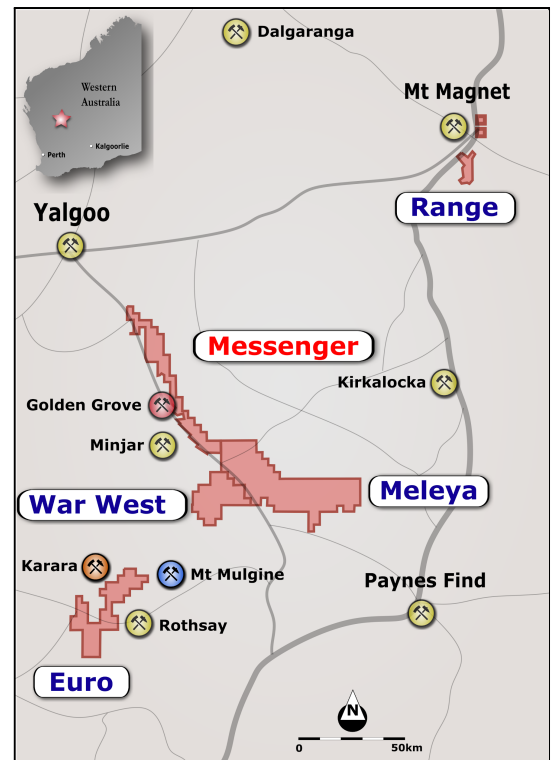 Dalgaranga
Western
Australia
Kalgoorlie
Perth
Mt Magnet
Range
Yalgoo
Messenger
Kirkalocka
Golden Grove
Minjar
War West
Meleya
Karara
Mt Mulgine
Paynes Find
Rothsay
Euro
N
0
50km